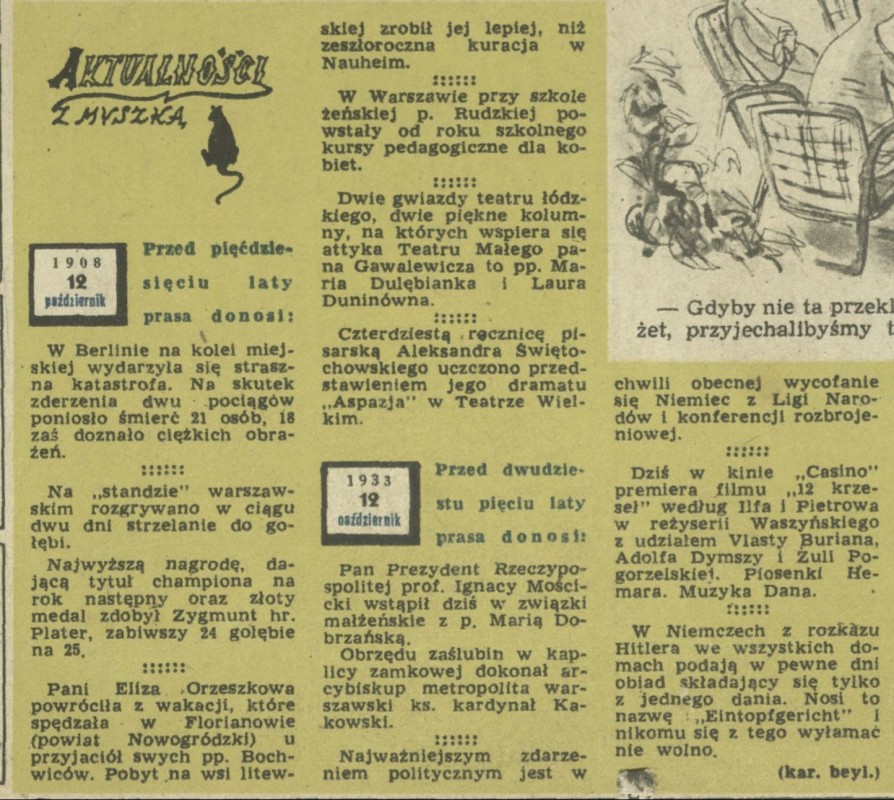 AKTUALNOŚCI
Z MYSZKĄ
1908
12
październik
Przed pięćdzie-
sięciu laty
prasa donosi:
W Berlinie na kolei miej-
skiej wydarzyła się strasz-
na katastrofa. Na skutek
zderzenia dwu pociągów
poniosło śmierć 21 osób, 18
zaś doznało ciężkich obra-
żeń.
::::::
Na „standzie" warszaw-
skim rozgrywano w ciągu
dwu dni strzelanie do go-
łębi.
Najwyższą nagrodę, da-
jącą tytuł championa na
rok następny oraz złoty
medal zdobył Zygmunt hr.
Plater, zabiwszy 24 gołębie
na 25.
::::::
Pani Eliza Orzeszkowa
powróciła z wakacji, które
spędzała w Florianowie
(powiat Nowogródzki) u
przyjaciół swych pp. Boch-
wiców. Pobyt na wsi litew-
skiej zrobił jej lepiej, niż
zeszłoroczna kuracja w
Nauheim.
::::::
W Warszawie przy szkole
żeńskiej p. Rudzkiej po-
wstały od roku szkolnego
kursy pedagogiczne dla ko-
biet.
::::::
Dwie gwiazdy teatru łódz-
kiego, dwie piękne kolum-
ny, na których wspiera się
attyka Teatru Małego pa-
na Gawalewicza to pp. Ma-
ria Dulębianka i Laura
Duninówna.
::::::
Czterdziestą rocznicę pi-
sarską Aleksandra Święto-
chowskiego uczczono przed-
stawieniem jego dramatu
„Aspazja" w Teatrze Wiel-
kim.
1933
12
październik
Przed dwudzie-
stu pięciu laty
prasa donosi:
Pan Prezydent Rzeczypo-
spolitej prof. Ignacy Mości-
cki wstąpił dziś w związki
małżeńskie z p. Marią Do-
brzańską.
Obrzędu zaślubin w kap-
licy zamkowej dokonał ar-
cybiskup metropolita war-
szawski ks. kardynał Ka-
kowski.
::::::
Najważniejszym zdarze-
niem politycznym jest w
— Gdyby nie ta przekl
żet, przyjechalibyśmy t
chwili obecnej wycofanie
się Niemiec z Ligi Naro-
dów i konferencji rozbroje-
niowej.
::::::
Dziś w kinie „Casino"
premiera filmu „12 krze-
seł" według Ilfa i Pietrowa
w reżyserii Waszyńskiego
z udziałem Vlasty Buriana,
Adolfa Dymszy i Zuli Po-
gorzelskiej. Piosenki He-
mara. Muzyka Dana.
::::::
W Niemczech z rozkazu
Hitlera we wszystkich do-
mach podają w pewne dni
obiad składający się tylko
z jednego dania. Nosi to
nazwę „Eintopfgericht" i
nikomu się z tego wyłamać
nie wolno.
(kar. beyl.)